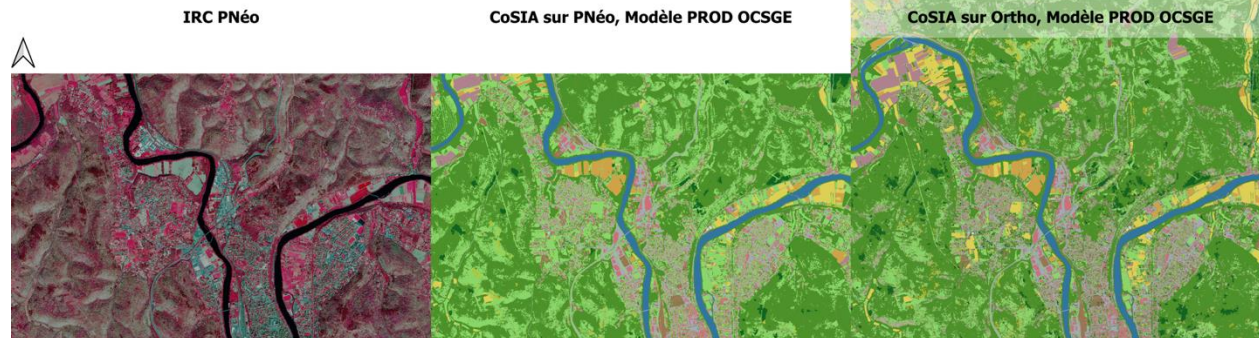 IRC PNéo
CoSIA sur PNéo, Modèle PROD OCSGE
CoSIA sur Ortho, Modèle PROD OCSGE